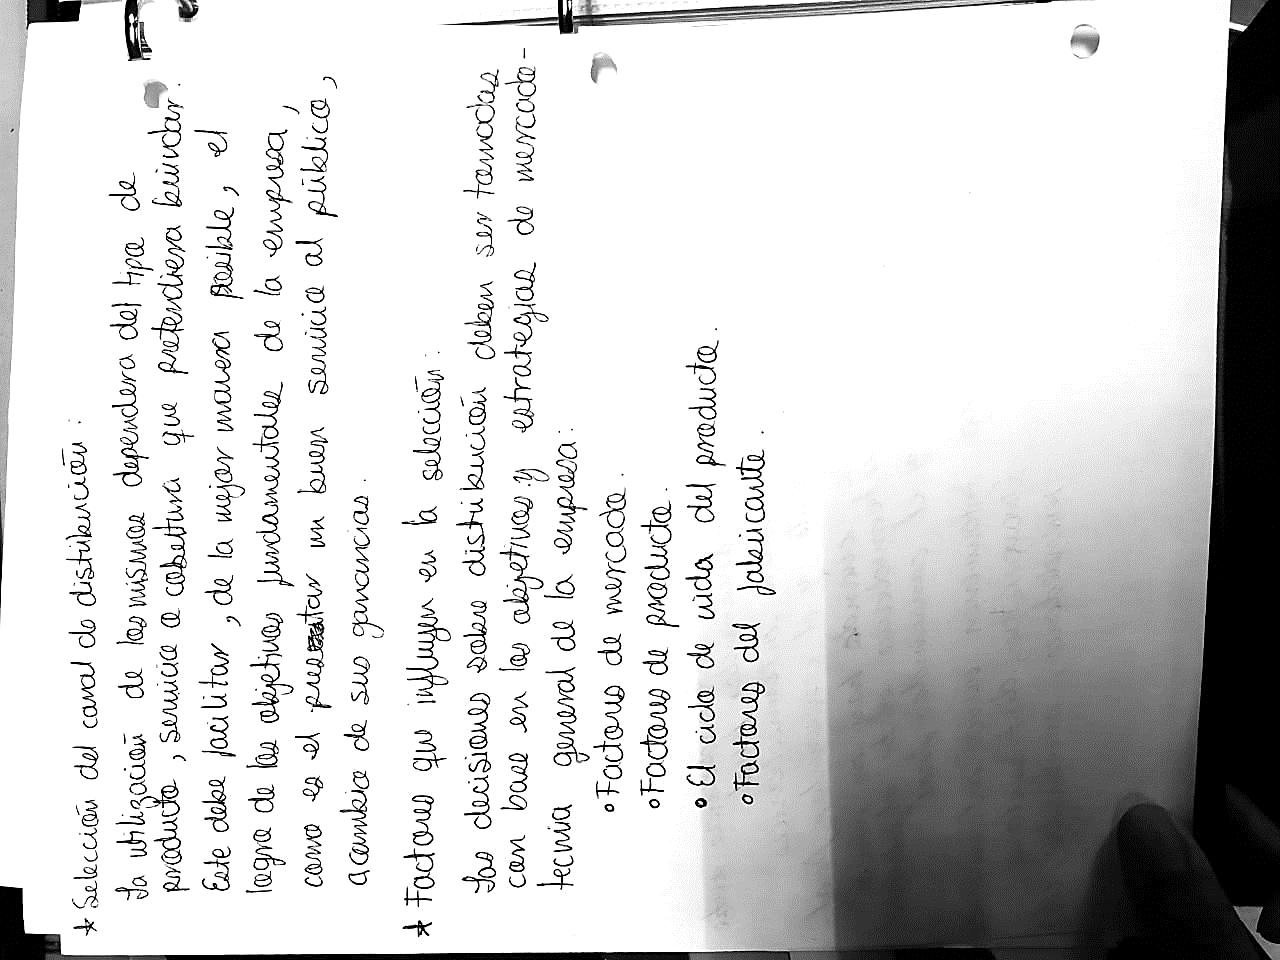 * Selección del canal de distribución:
La utilización de los mismos dependera del tipo de
producto, servicio o cobertura que pretendiera brindar.
Este debe facilitar, de la mejor manera posible, el
logro de los objetivos fundamentales de la empresa,
como es el prestar un buen servicio al público,
a cambio de sus ganancias.
* Factores que influyen en la selección:
Las decisiones sobre distribución deben ser tomadas
con base en los objetivos y estrategias de mercado-
tecnia general de la empresa:
• Factores de mercado.
• Factores de producto.
• El ciclo de vida del producto.
• Factores del fabricante.